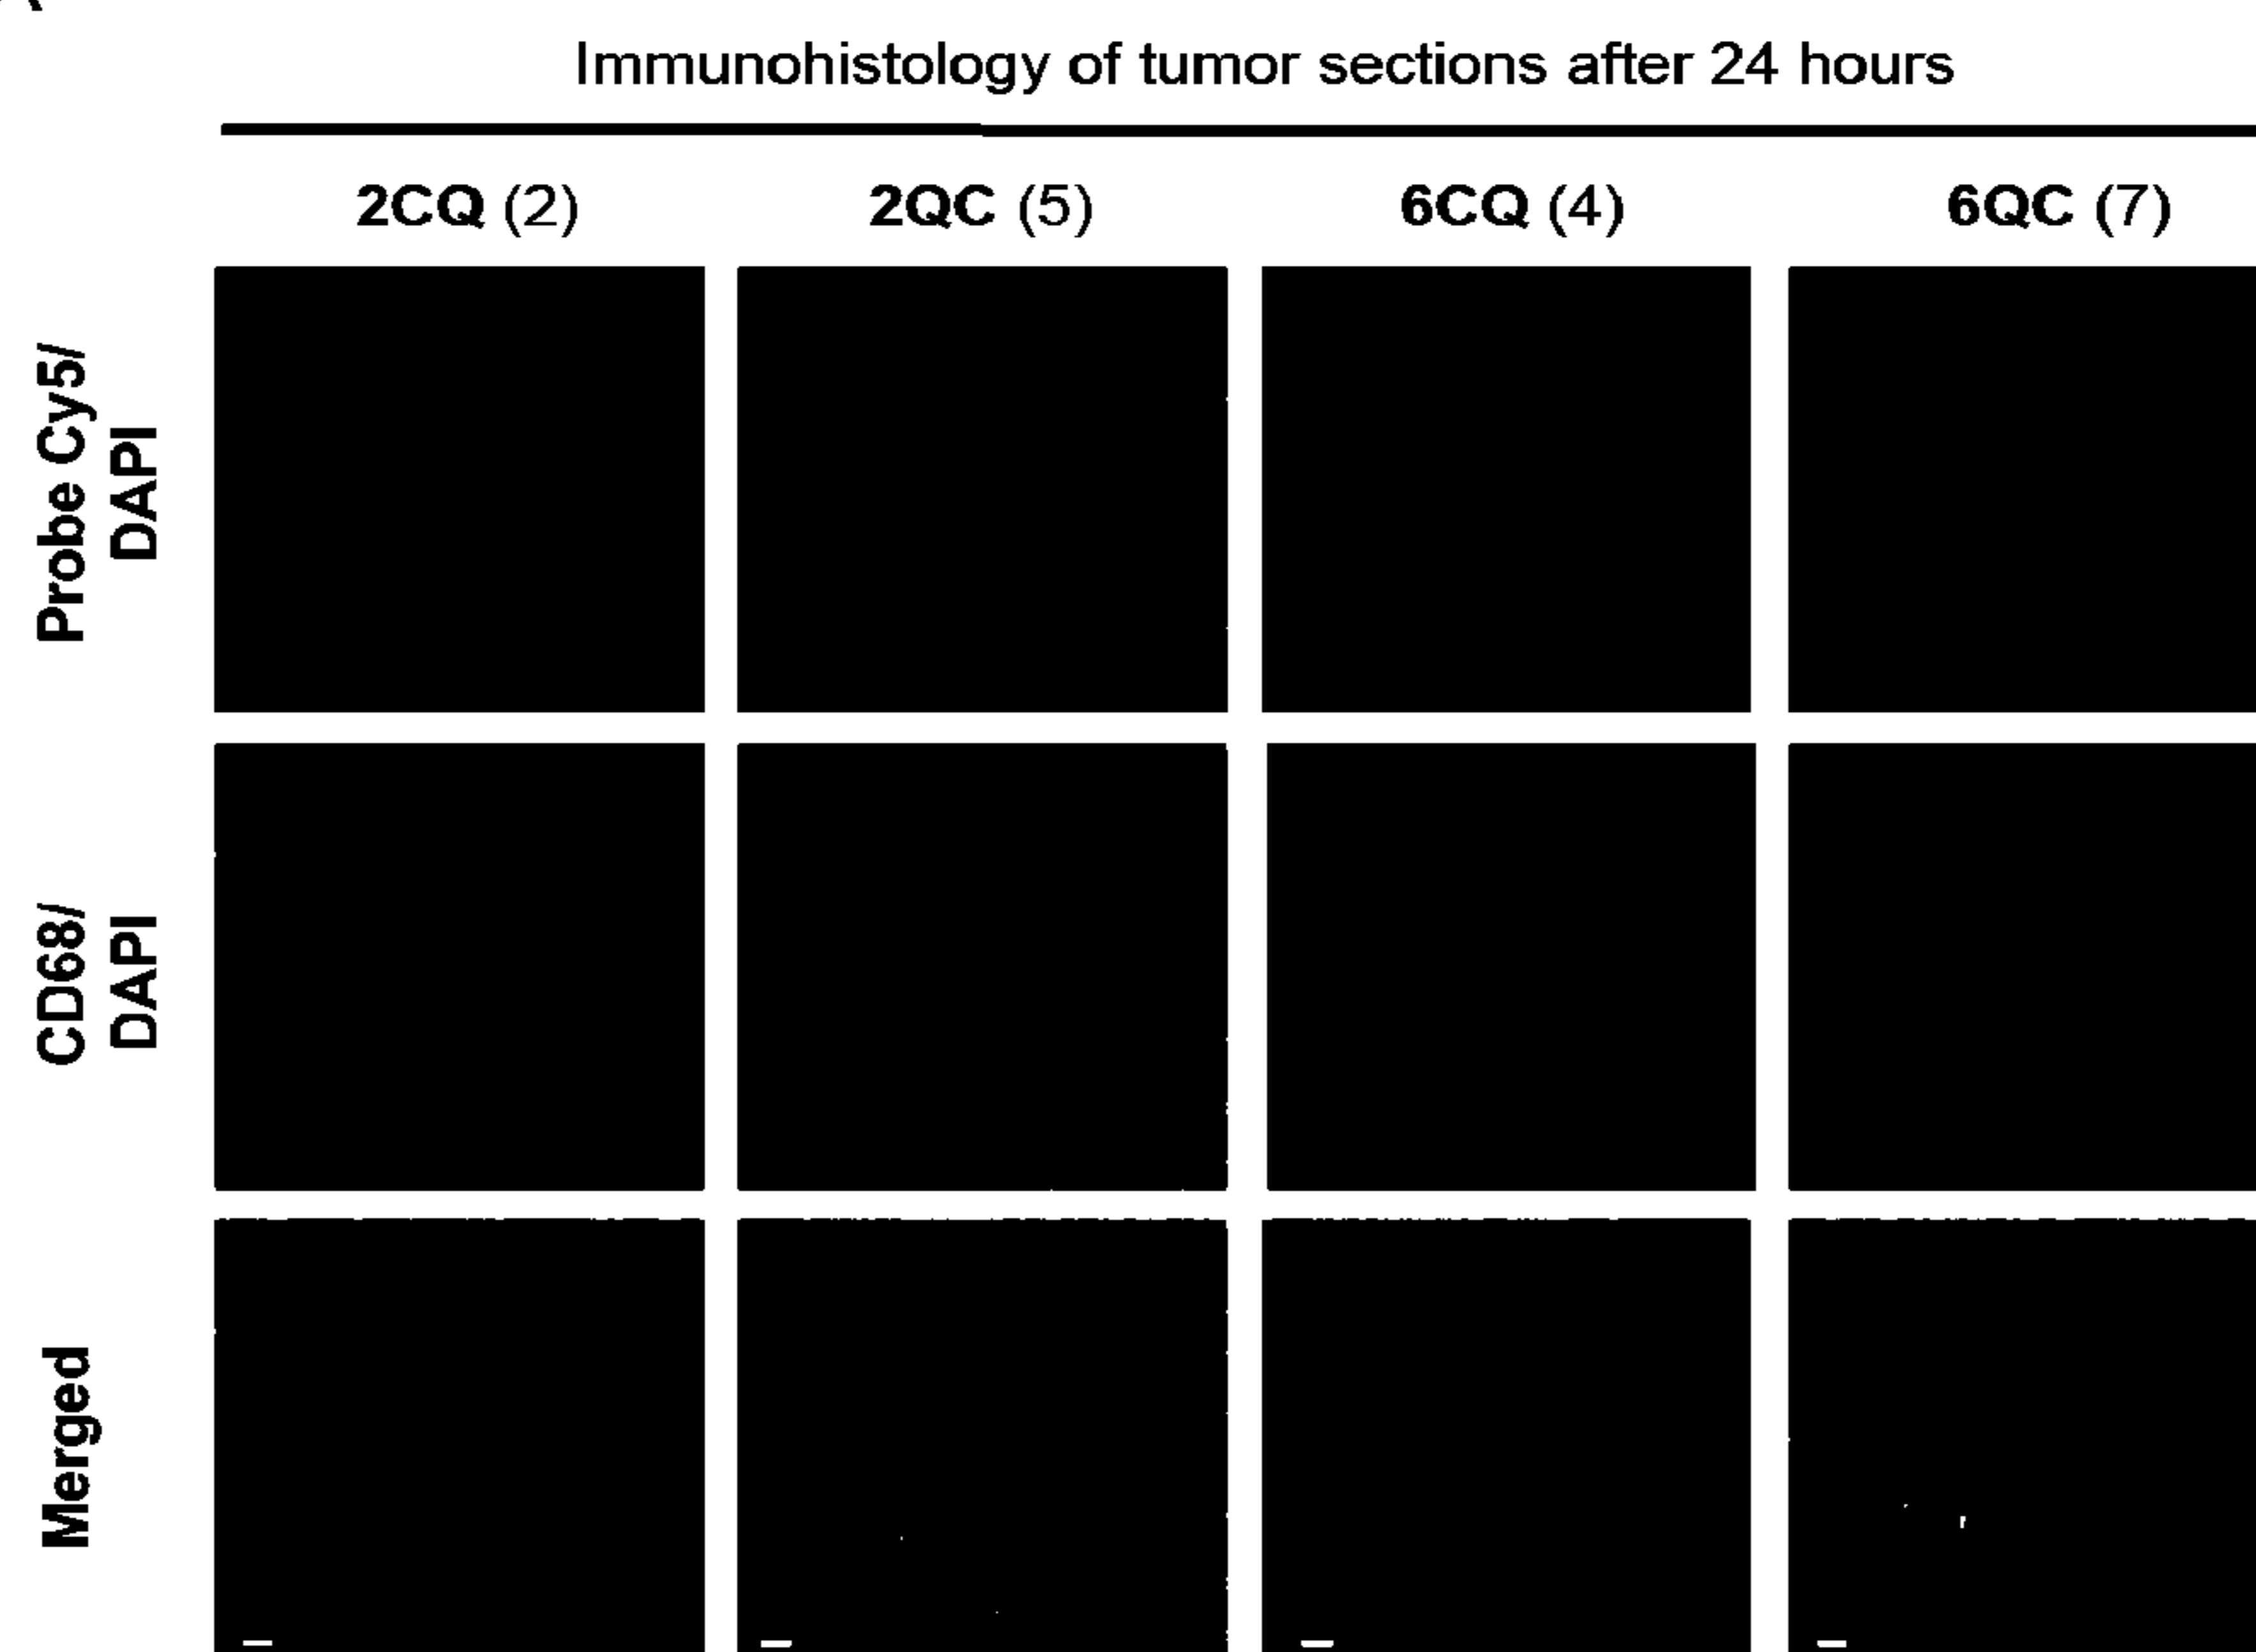 Immunohistology of tumor sections after 24 hours
2CQ (2) 2QC (5) 6CQ (4) 6QC (7)
Probe Cy5/
DAPI
CD68/
DAPI
Merged